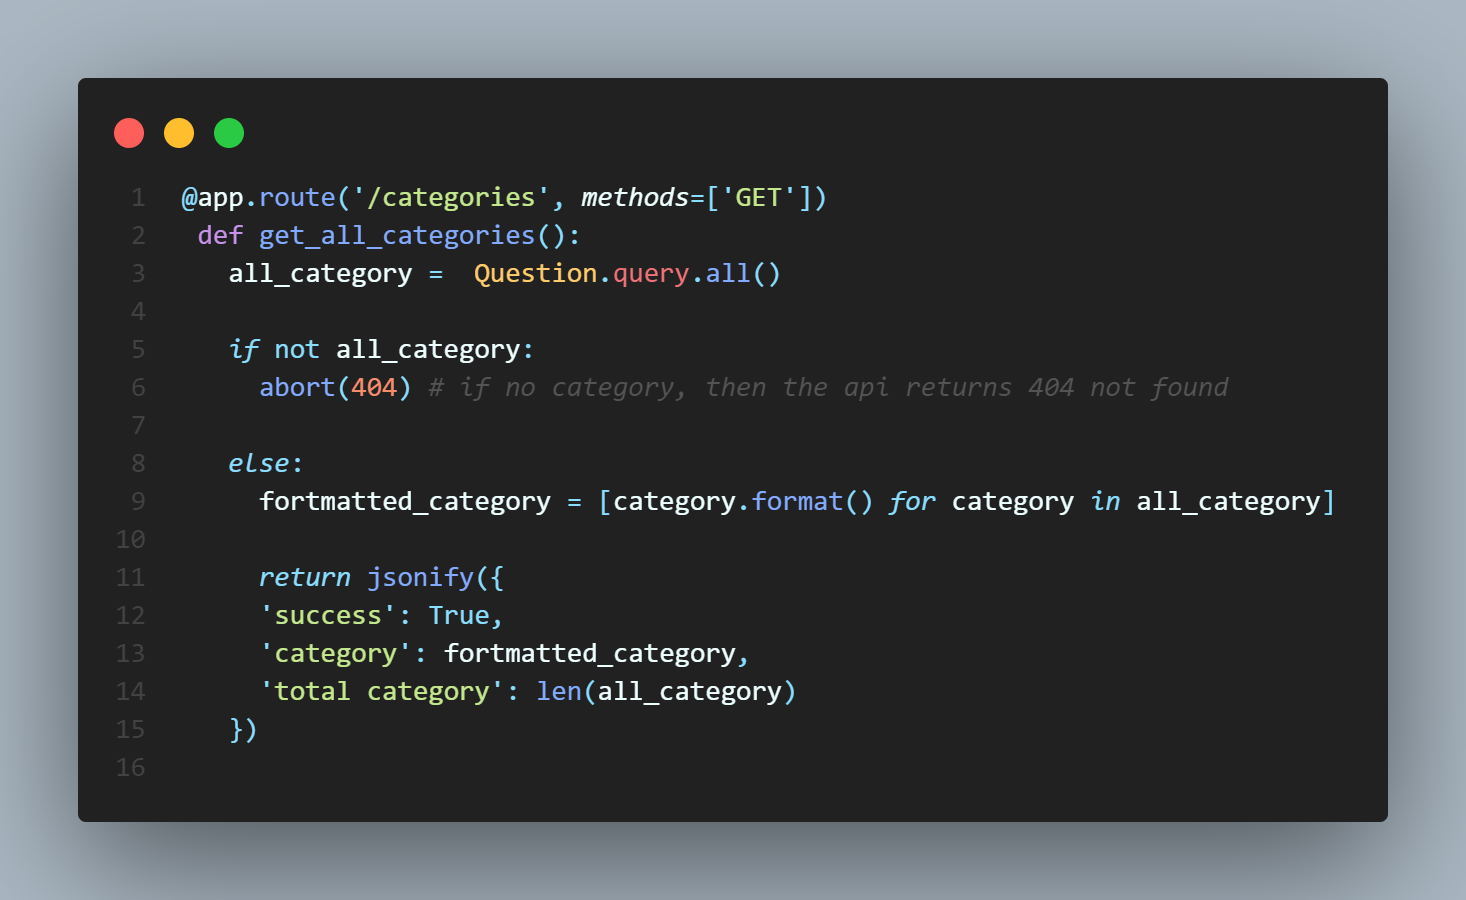 1 @app.route('/categories', methods=['GET'])
2  def get_all_categories():
3    all_category =  Question.query.all()
4
5    if not all_category:
6      abort(404) # if no category, then the api returns 404 not found
7
8    else:
9      fortmatted_category = [category.format() for category in all_category]
10
11      return jsonify({
12      'success': True,
13      'category': fortmatted_category,
14      'total category': len(all_category)
15    })
16